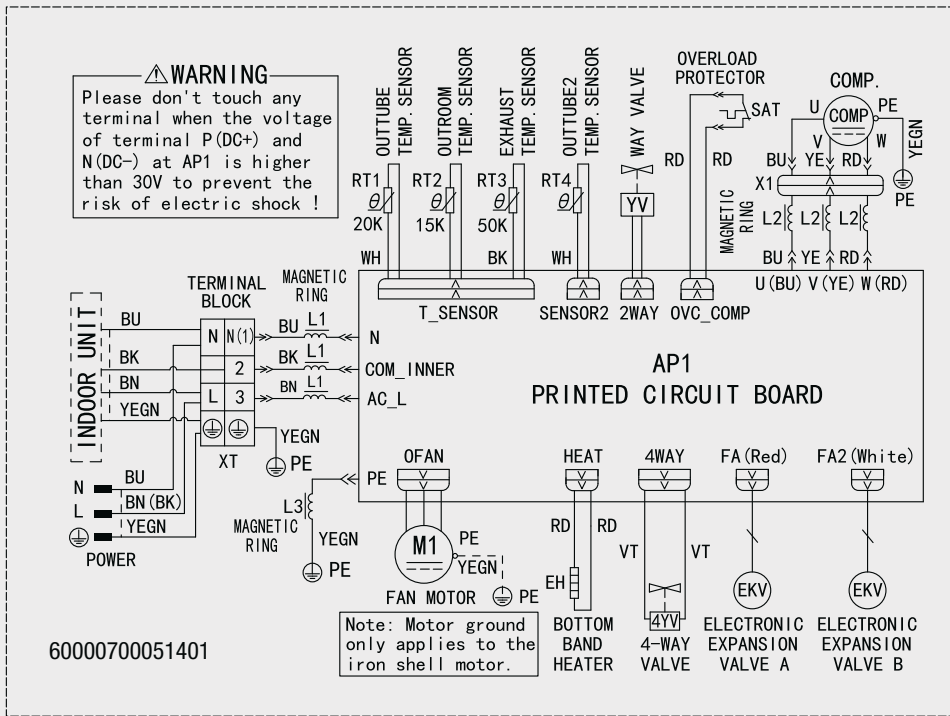 WARNING
Please don't touch any
terminal when the voltage
of terminal P(DC+) and
N(DC-) at AP1 is higher
than 30V to prevent the
risk of electric shock !
OUTTUBE
TEMP. SENSOR
OUTROOM
TEMP. SENSOR
EXHAUST
TEMP. SENSOR
OUTTUBE2
TEMP. SENSOR
WAY VALVE
OVERLOAD
PROTECTOR
SAT
COMP.
U
COMP
PE
V
W
YEGN
RD
RD
BU
YE
RD
X1
PE
RT1
θ
20K
RT2
θ
15K
RT3
θ
50K
RT4
θ
YV
MAGNETIC
RING
L2
L2
L2
WH
BK
WH
BU
YE
RD
U(BU)
V(YE)
W(RD)
T_SENSOR
SENSOR2
2WAY
OVC_COMP
TERMINAL
BLOCK
MAGNETIC
RING
INDOOR UNIT
BU
BK
BN
YEGN
N
N(1)
2
L
3
XT
BU
L1
BK
L1
BN
L1
N
COM_INNER
AC_L
YEGN
PE
AP1
PRINTED CIRCUIT BOARD
PE
OFAN
HEAT
4WAY
FA(Red)
FA2(White)
N
BU
L
BN(BK)
YEGN
POWER
L3
MAGNETIC
RING
YEGN
PE
M1
PE
YEGN
PE
FAN MOTOR
RD
RD
EH
VT
VT
4YV
EKV
EKV
BOTTOM
BAND
HEATER
4-WAY
VALVE
ELECTRONIC
EXPANSION
VALVE A
ELECTRONIC
EXPANSION
VALVE B
Note: Motor ground
only applies to the
iron shell motor.
60000700051401